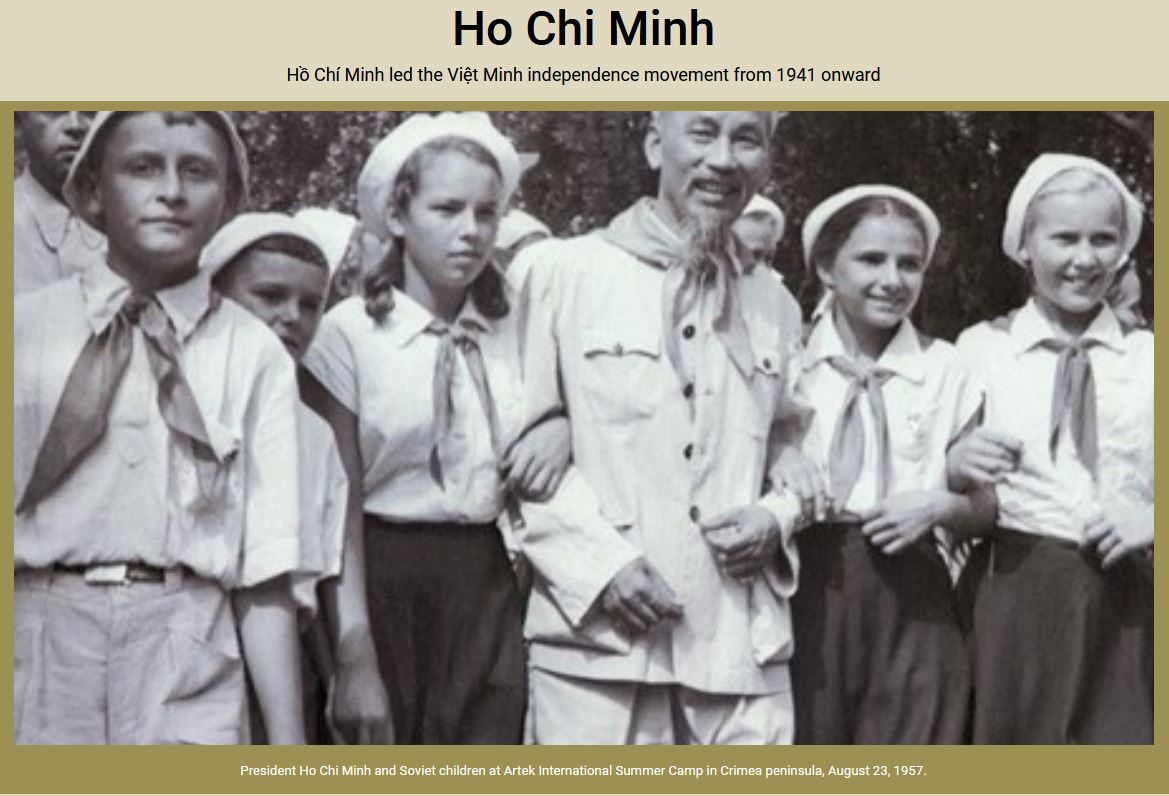 Ho Chi Minh
Hồ Chí Minh led the Việt Minh independence movement from 1941 onward
President Ho Chi Minh and Soviet children at Artek International Summer Camp in Crimea peninsula, August 23, 1957.